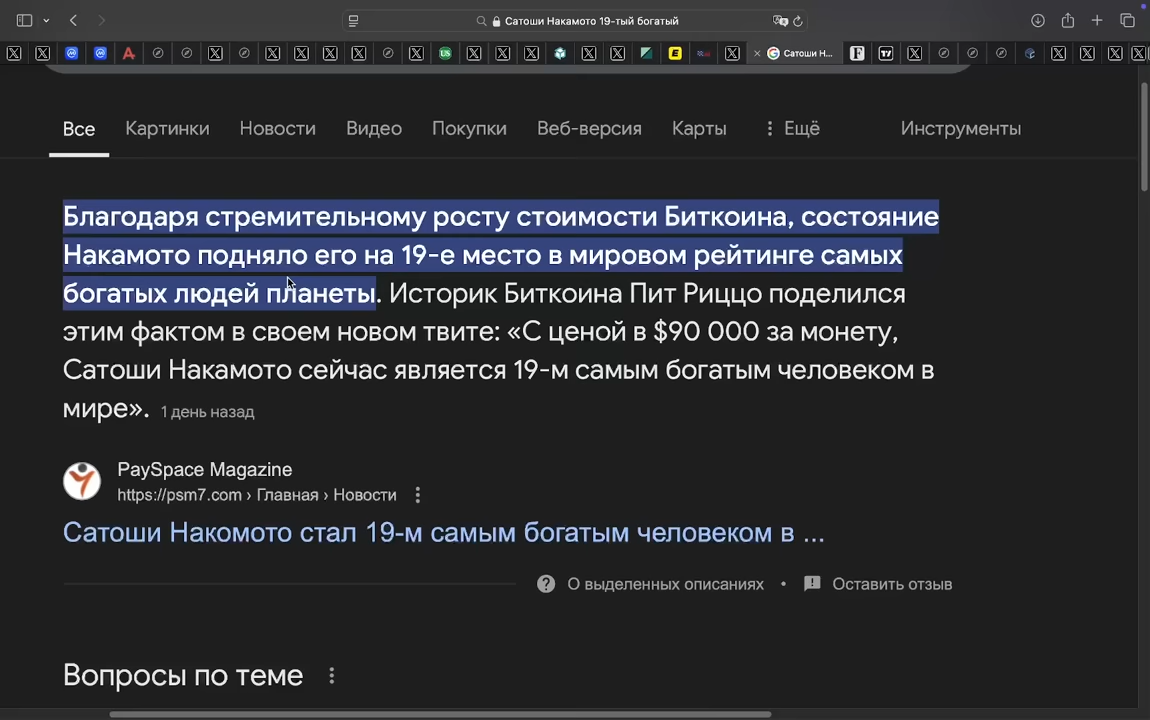 Сатоши Накамото 19-тый богатый
Сатоши Н...
Все
Картинки
Новости
Видео
Покупки
Веб-версия
Карты
Ещё
Инструменты
Благодаря стремительному росту стоимости Биткоина, состояние
Накамото подняло его на 19-е место в мировом рейтинге самых
богатых людей планеты. Историк Биткоина Пит Риццо поделился
этим фактом в своем новом твите: «С ценой в $90 000 за монету,
Сатоши Накамото сейчас является 19-м самым богатым человеком в
мире». 1 день назад
PaySpace Magazine
https://psm7.com › Главная › Новости
Сатоши Накомото стал 19-м самым богатым человеком в ...
О выделенных описаниях • Оставить отзыв
Вопросы по теме